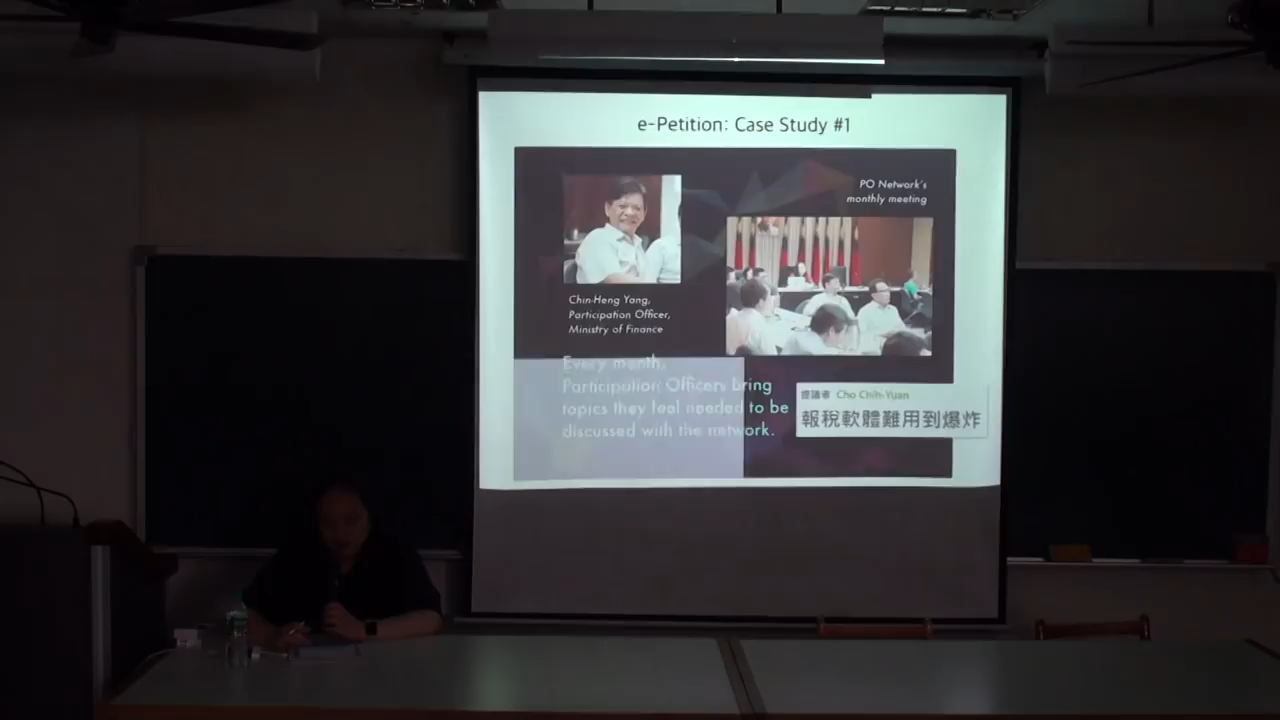 e-Petition: Case Study #1
PO Network's
monthly meeting
Chin-Heng Yang,
Participation Officer,
Ministry of Finance
Every month,
Participation Officers bring
topics they feel needed to be
discussed with the network.
提議者 Cho Chih-Yuan
報稅軟體難用到爆炸